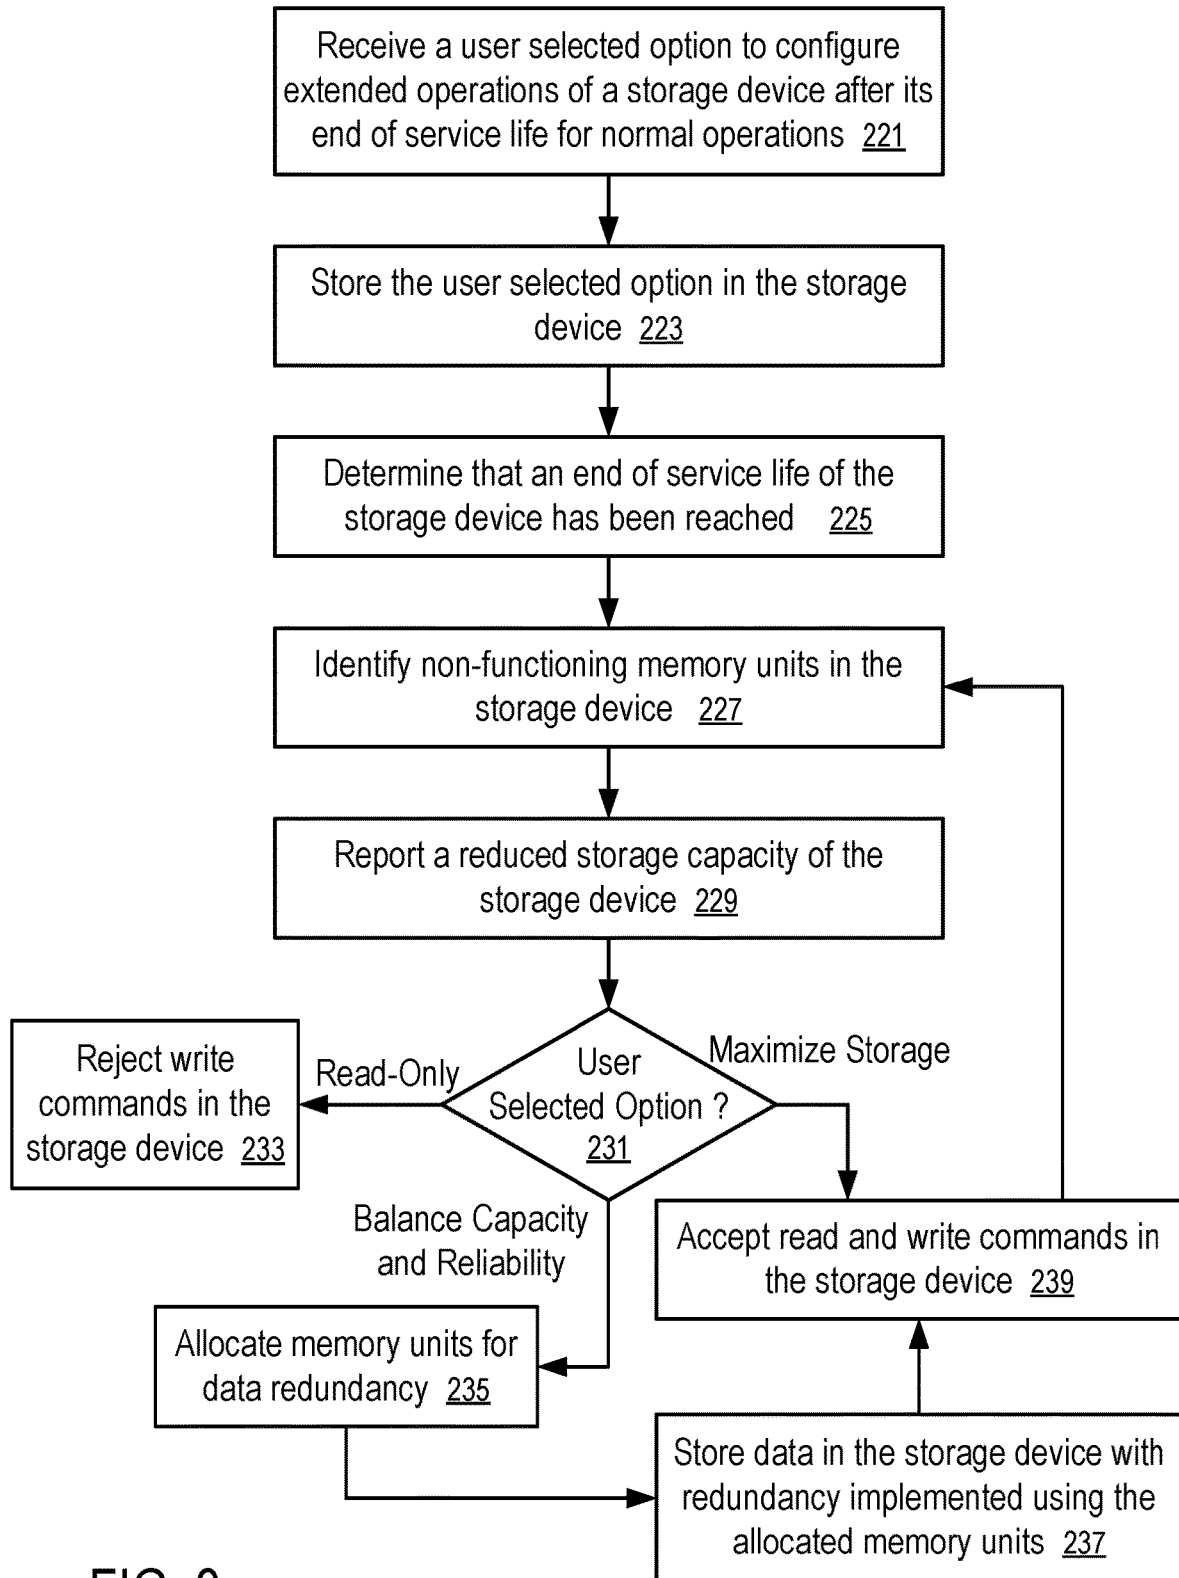 Receive a user selected option to configure
extended operations of a storage device after its
end of service life for normal operations 221
Store the user selected option in the storage
device 223
Determine that an end of service life of the
storage device has been reached 225
Identify non-functioning memory units in the
storage device 227
Report a reduced storage capacity of the
storage device 229
User
Selected Option ?
231
Read-Only
Maximize Storage
Reject write
commands in the
storage device 233
Balance Capacity
and Reliability
Accept read and write commands in
the storage device 239
Allocate memory units for
data redundancy 235
Store data in the storage device with
redundancy implemented using the
allocated memory units 237
FIG.